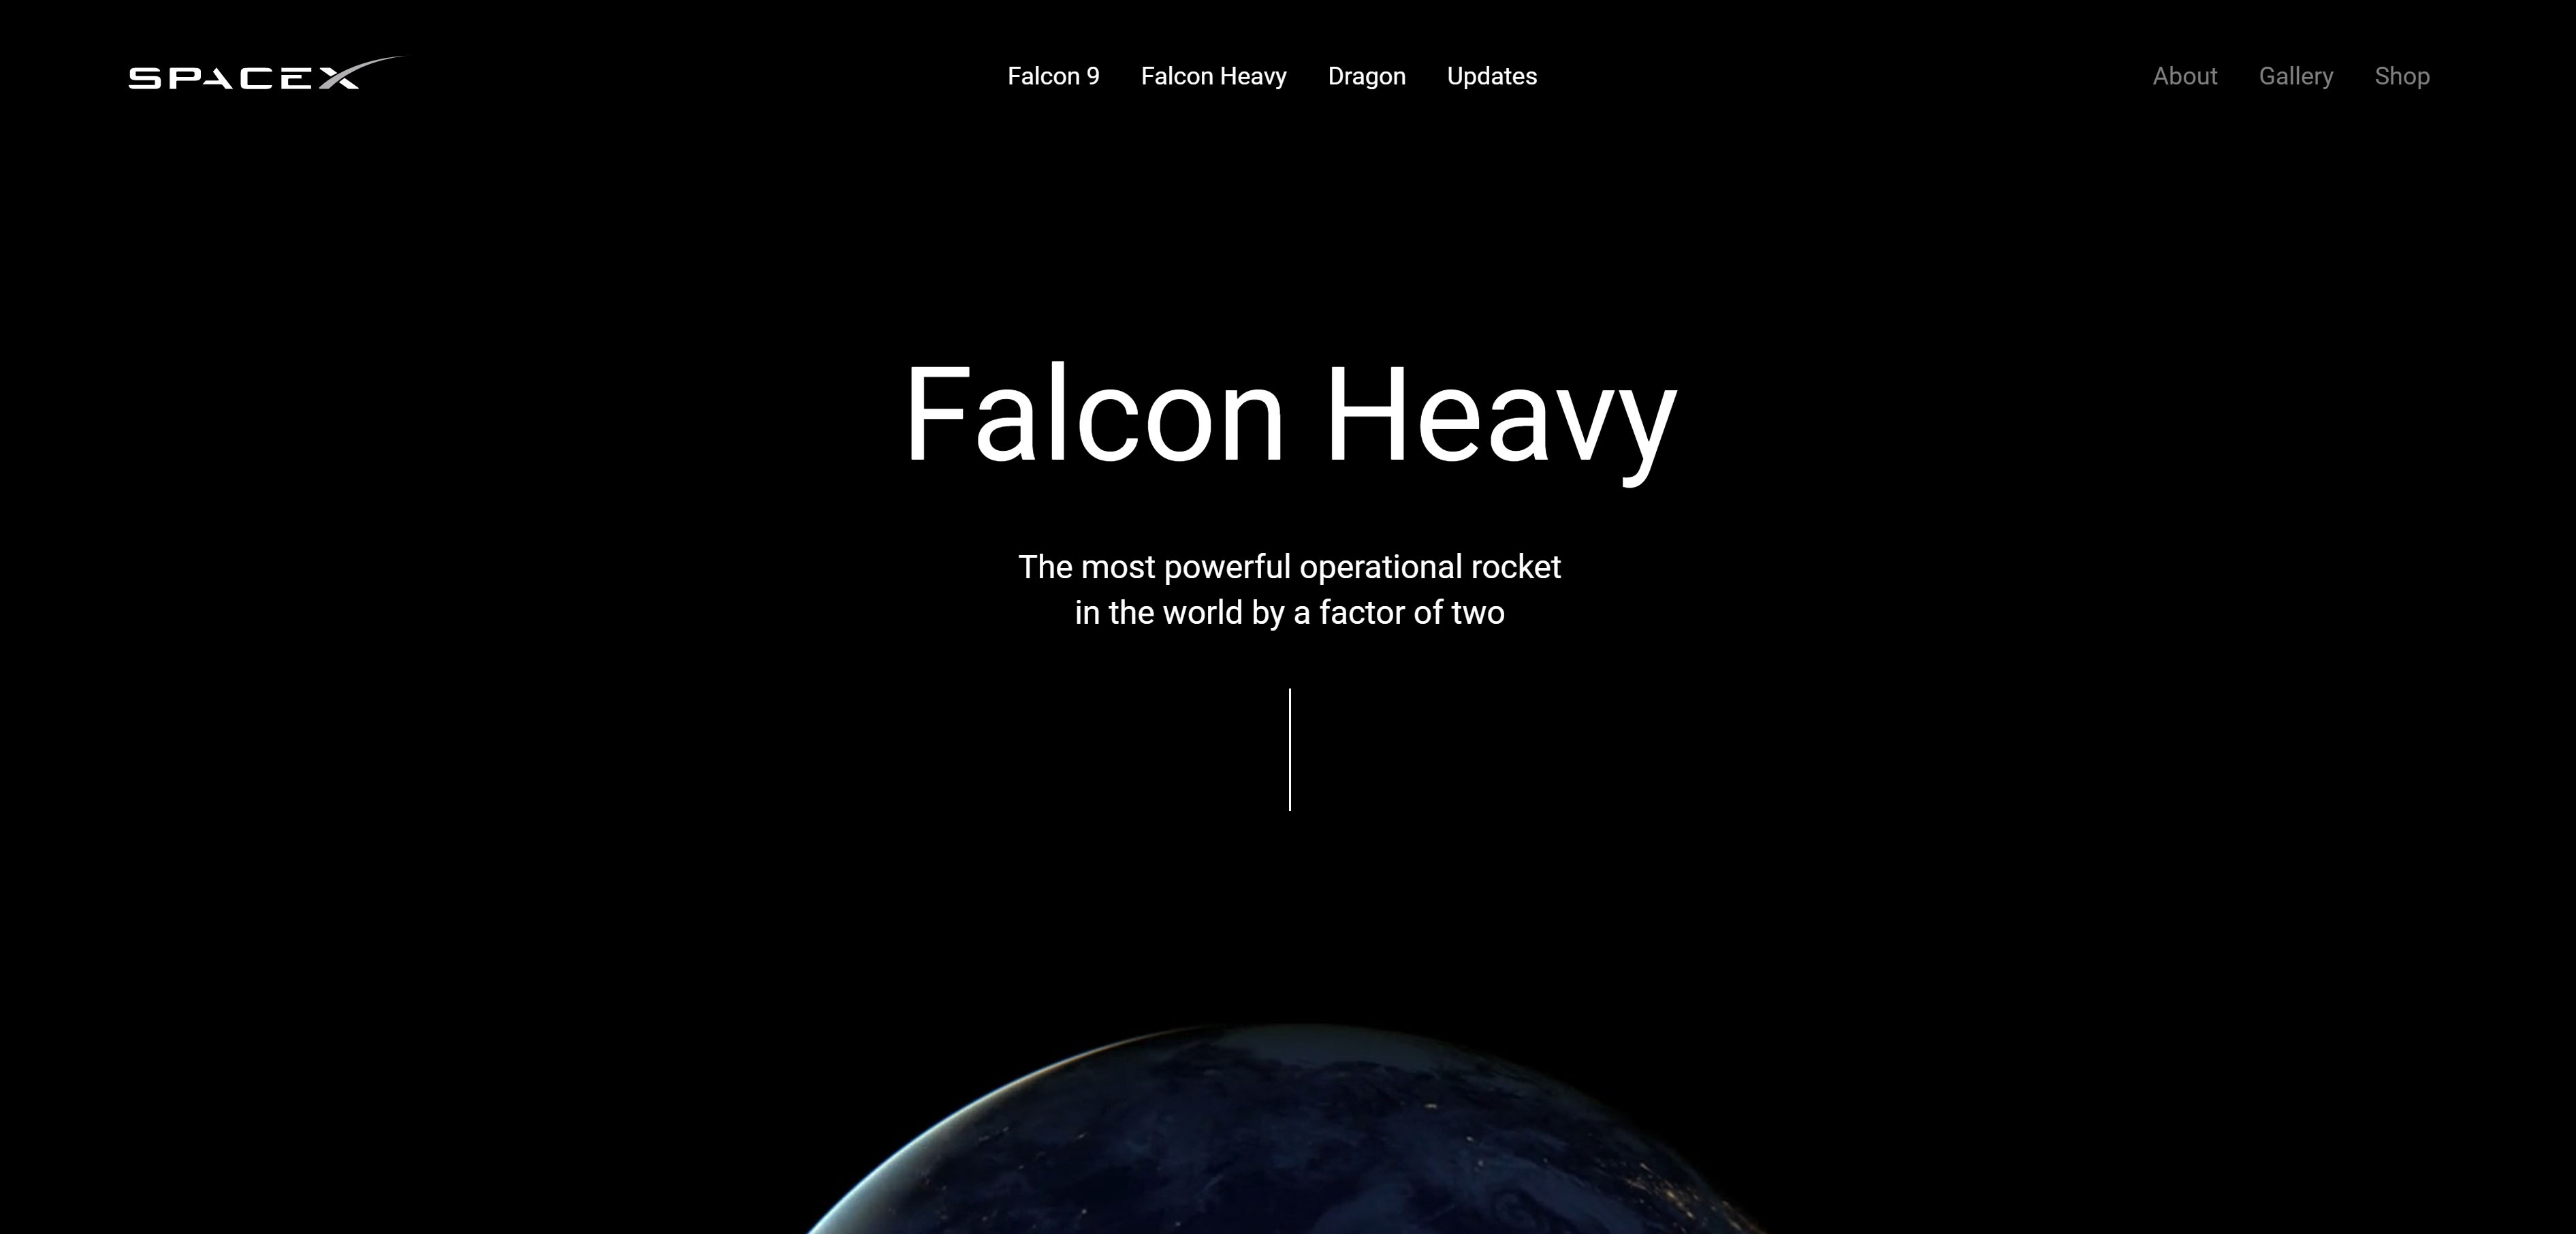 SPACEX
Falcon 9 Falcon Heavy Dragon Updates
About Gallery Shop
Falcon Heavy
The most powerful operational rocket
in the world by a factor of two